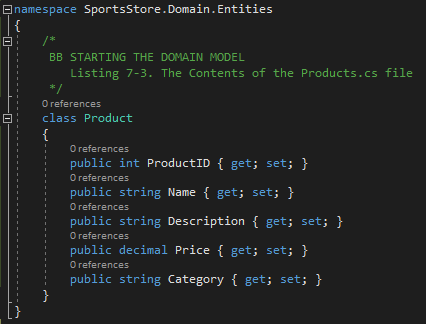 namespace SportsStore.Domain.Entities
{
/*
BB STARTING THE DOMAIN MODEL
Listing 7-3. The Contents of the Products.cs file
*/
0 references
class Product
{
0 references
public int ProductID { get; set; }
0 references
public string Name { get; set; }
0 references
public string Description { get; set; }
0 references
public decimal Price { get; set; }
0 references
public string Category { get; set; }
}
}